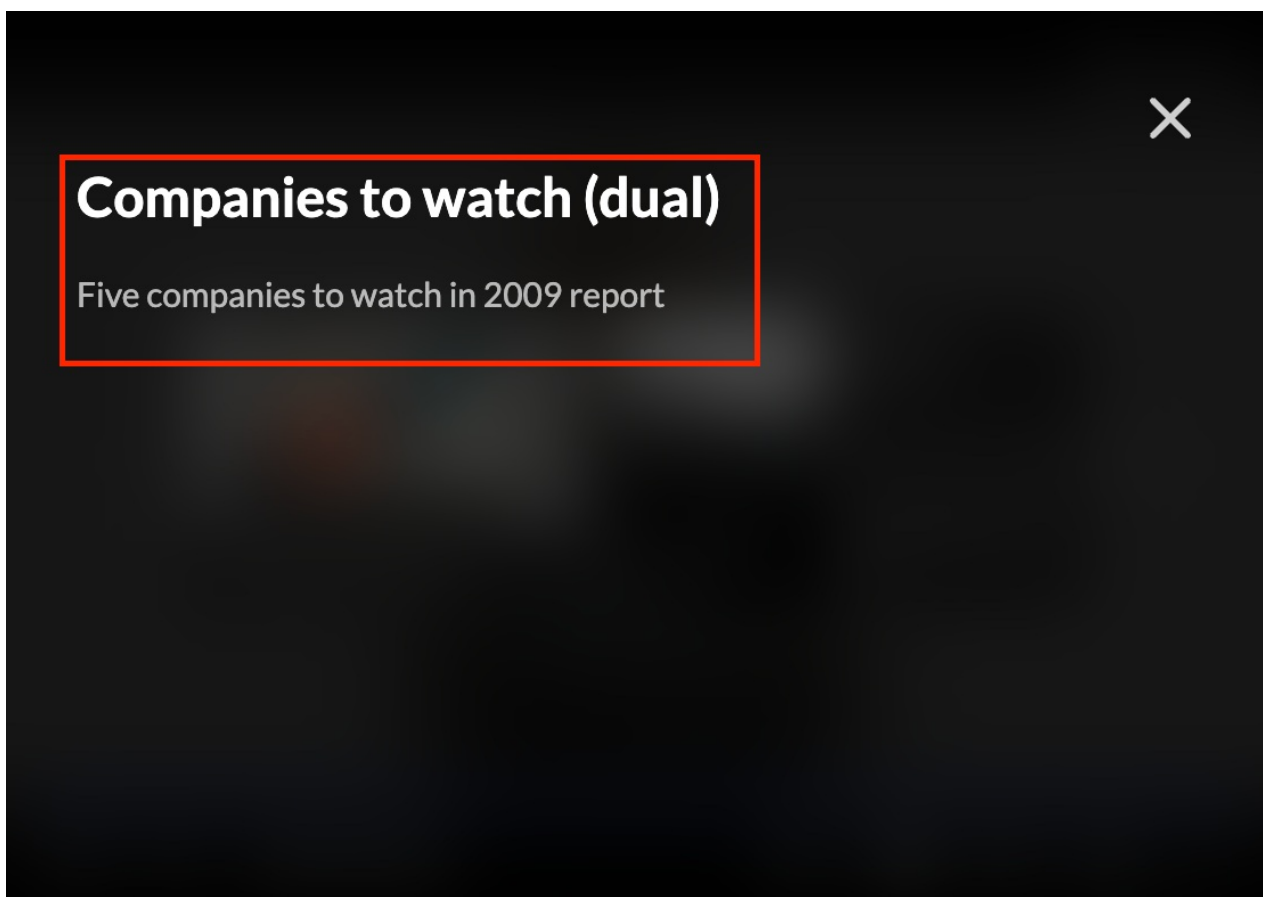 Companies to watch (dual)
Five companies to watch in 2009 report